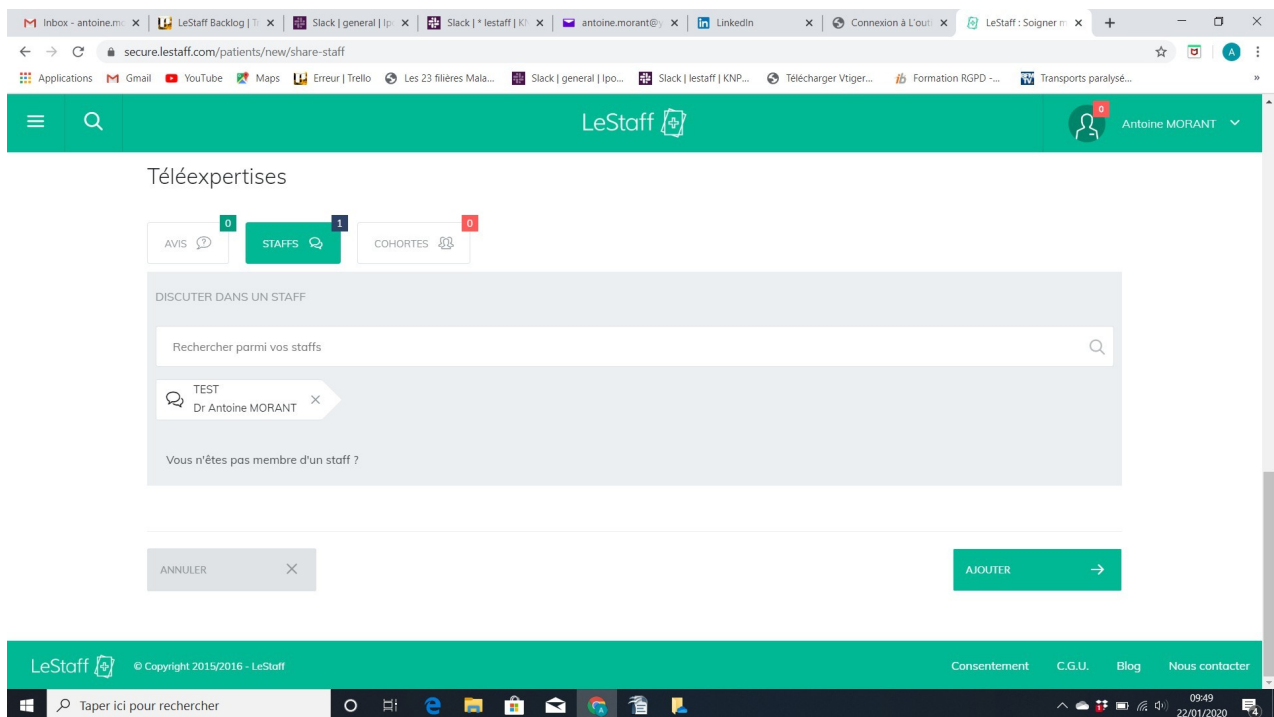 Inbox - antoine.mo
LeStaff Backlog | T
Slack | general | Ip
Slack | * lestaff | K
antoine.morant@y
LinkedIn
Connexion à L'outi
LeStaff : Soigner m
secure.lestaff.com/patients/new/share-staff
A
Applications
Gmail
YouTube
Maps
Erreur | Trello
Les 23 filières Mala...
Slack | general | Ipo...
Slack | lestaff | KNP...
Télécharger Vtiger...
ib Formation RGPD -...
Transports paralysé...
»
LeStaff
0
Antoine MORANT
Téléexpertises
AVIS
0
STAFFS
1
COHORTES
0
DISCUTER DANS UN STAFF
Rechercher parmi vos staffs
TEST
Dr Antoine MORANT
Vous n'êtes pas membre d'un staff ?
ANNULER
AJOUTER
LeStaff
© Copyright 2015/2016 - LeStaff
Consentement
C.G.U.
Blog
Nous contacter
Taper ici pour rechercher
09:49
22/01/2020
4